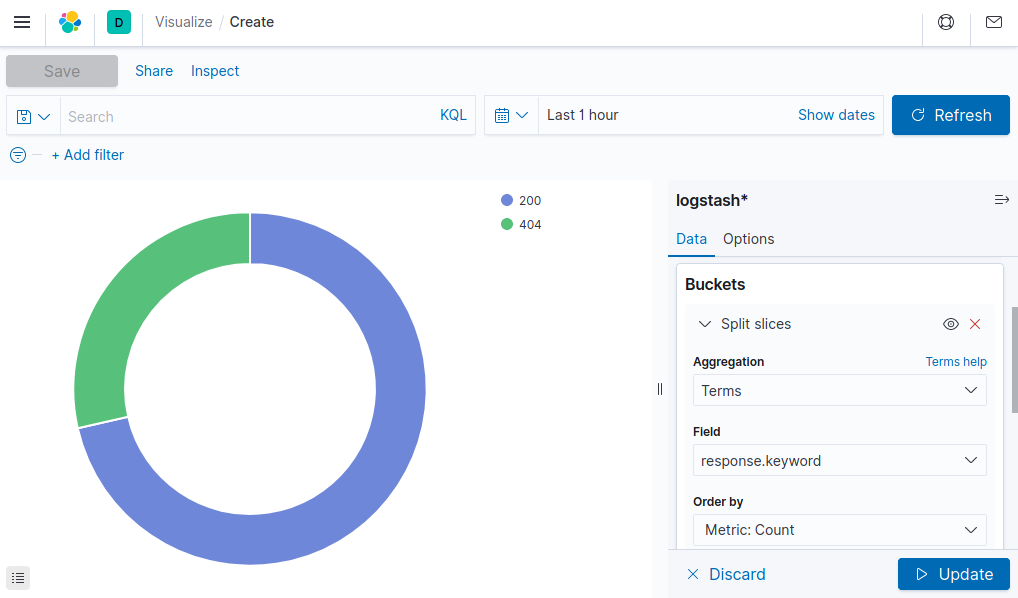 D Visualize / Create
Save Share Inspect
Search KQL Last 1 hour Show dates Refresh
+ Add filter
200
404
logstash*
Data Options
Buckets
Split slices
Aggregation Terms help
Terms
Field
response.keyword
Order by
Metric: Count
Discard Update